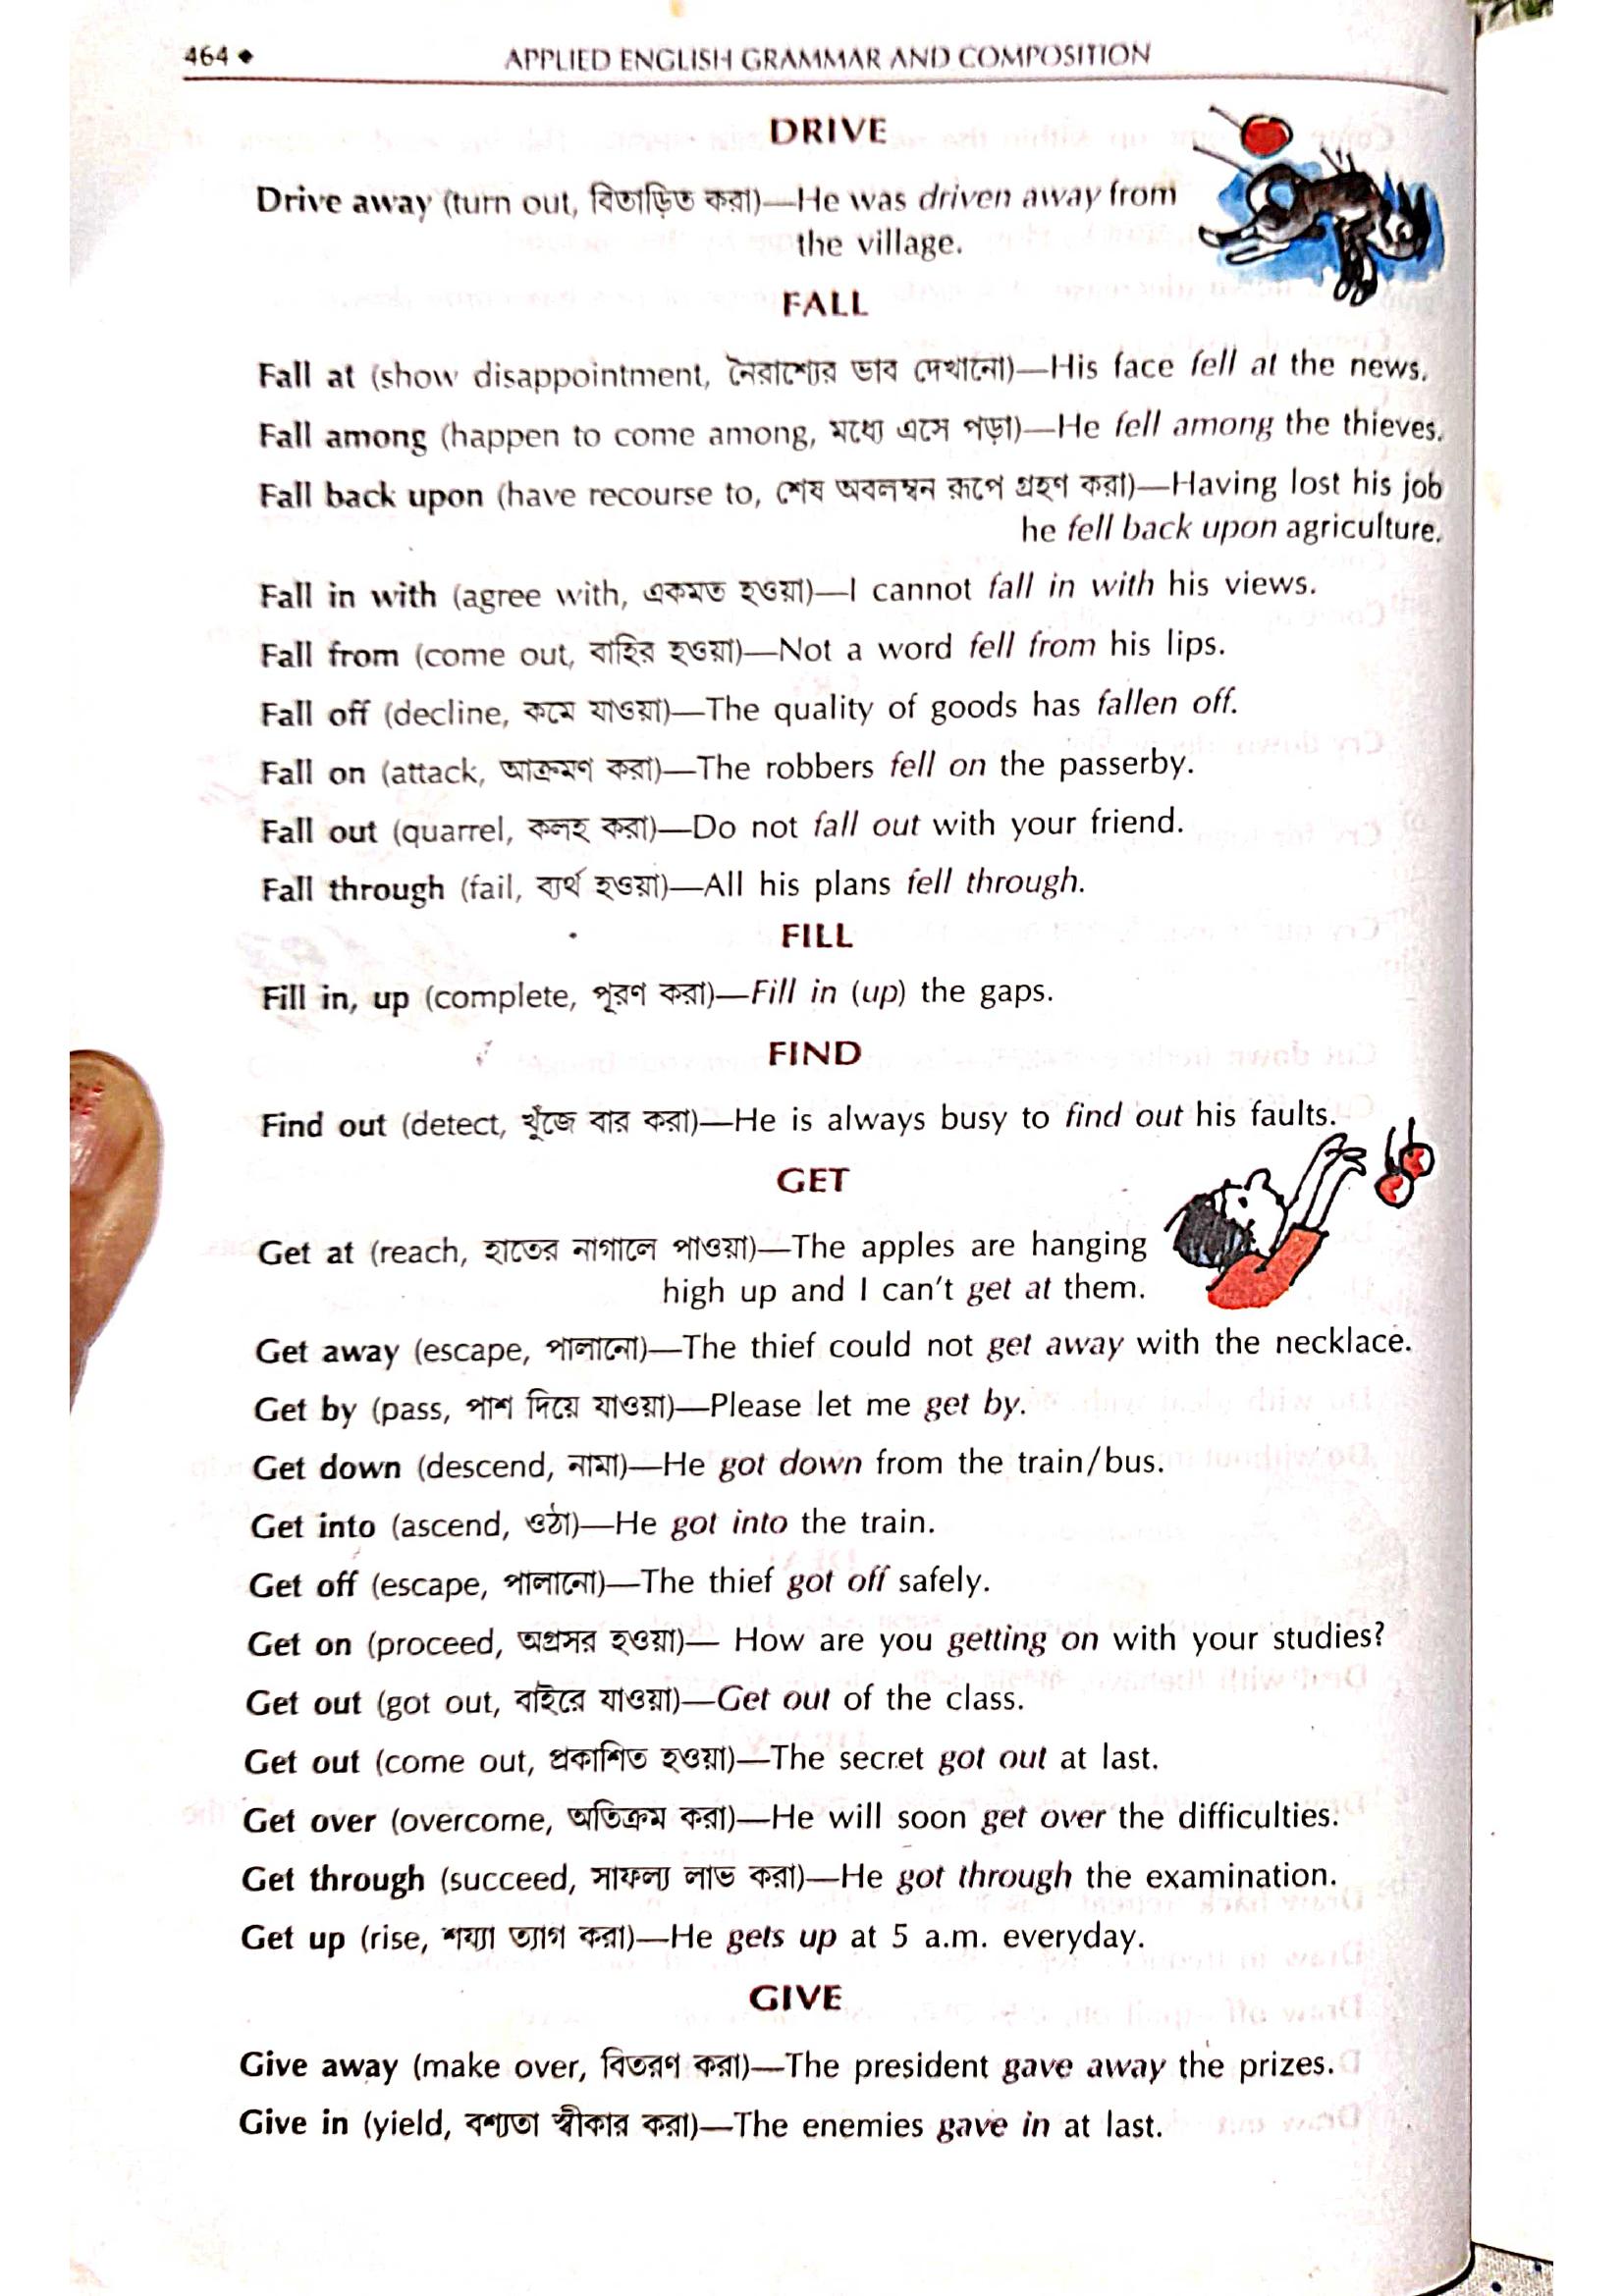 464 ◆ APPLIED ENGLISH GRAMMAR AND COMPOSITION
DRIVE
Drive away (turn out, বিতাড়িত করা)—He was driven away from
the village.
FALL
Fall at (show disappointment, নৈরাশ্যের ভাব দেখানো)—His face fell at the news.
Fall among (happen to come among, মধ্যে এসে পড়া)—He fell among the thieves.
Fall back upon (have recourse to, শেষ অবলম্বন রূপে গ্রহণ করা)—Having lost his job
he fell back upon agriculture.
Fall in with (agree with, একমত হওয়া)—I cannot fall in with his views.
Fall from (come out, বাহির হওয়া)—Not a word fell from his lips.
Fall off (decline, কমে যাওয়া)—The quality of goods has fallen off.
Fall on (attack, আক্রমণ করা)—The robbers fell on the passerby.
Fall out (quarrel, কলহ করা)—Do not fall out with your friend.
Fall through (fail, ব্যর্থ হওয়া)—All his plans fell through.
FILL
Fill in, up (complete, পূরণ করা)—Fill in (up) the gaps.
FIND
Find out (detect, খুঁজে বার করা)—He is always busy to find out his faults.
GET
Get at (reach, হাতের নাগালে পাওয়া)—The apples are hanging
high up and I can't get at them.
Get away (escape, পালানো)—The thief could not get away with the necklace.
Get by (pass, পাশ দিয়ে যাওয়া)—Please let me get by.
Get down (descend, নামা)—He got down from the train/bus.
Get into (ascend, ওঠা)—He got into the train.
Get off (escape, পালানো)—The thief got off safely.
Get on (proceed, অগ্রসর হওয়া)— How are you getting on with your studies?
Get out (got out, বাইরে যাওয়া)—Get out of the class.
Get out (come out, প্রকাশিত হওয়া)—The secret got out at last.
Get over (overcome, অতিক্রম করা)—He will soon get over the difficulties.
Get through (succeed, সাফল্য লাভ করা)—He got through the examination.
Get up (rise, শয্যা ত্যাগ করা)—He gets up at 5 a.m. everyday.
GIVE
Give away (make over, বিতরণ করা)—The president gave away the prizes.
Give in (yield, বশ্যতা স্বীকার করা)—The enemies gave in at last.